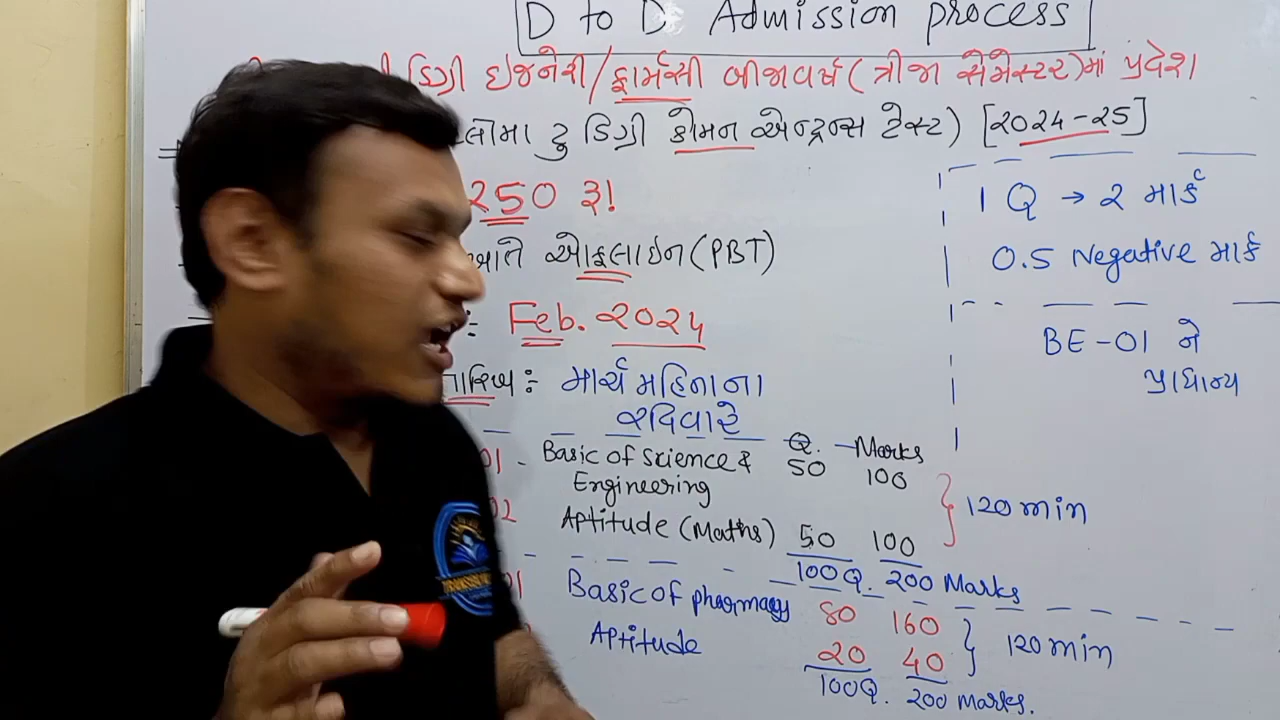 D to D Admission process
ડિગ્રી ઇજનેરી/ફાર્મસી બીજાવર્ષ(ત્રીજા સેમેસ્ટર)માં પ્રવેશ
લોમા ટુ ડિગ્રી કોમન એન્ટ્રન્સ ટેસ્ટ) [2024-25]
250 રૂ!
ઓફલાઇન(PBT)
: Feb. 2024
તારીખ : માર્ચ મહિનાના
રવિવારે
1 Q → 2 માર્ક
0.5 Negative માર્ક
BE-01 ને
પ્રાધાન્ય
Q. Marks
01 - Basic of Science & 50 100
Engineering
120 min
02 Aptitude (Maths) 50 100
100Q. 200 Marks
01 Basic of pharmacy 80 160
120 min
Aptitude 20 40
100Q. 200 Marks.